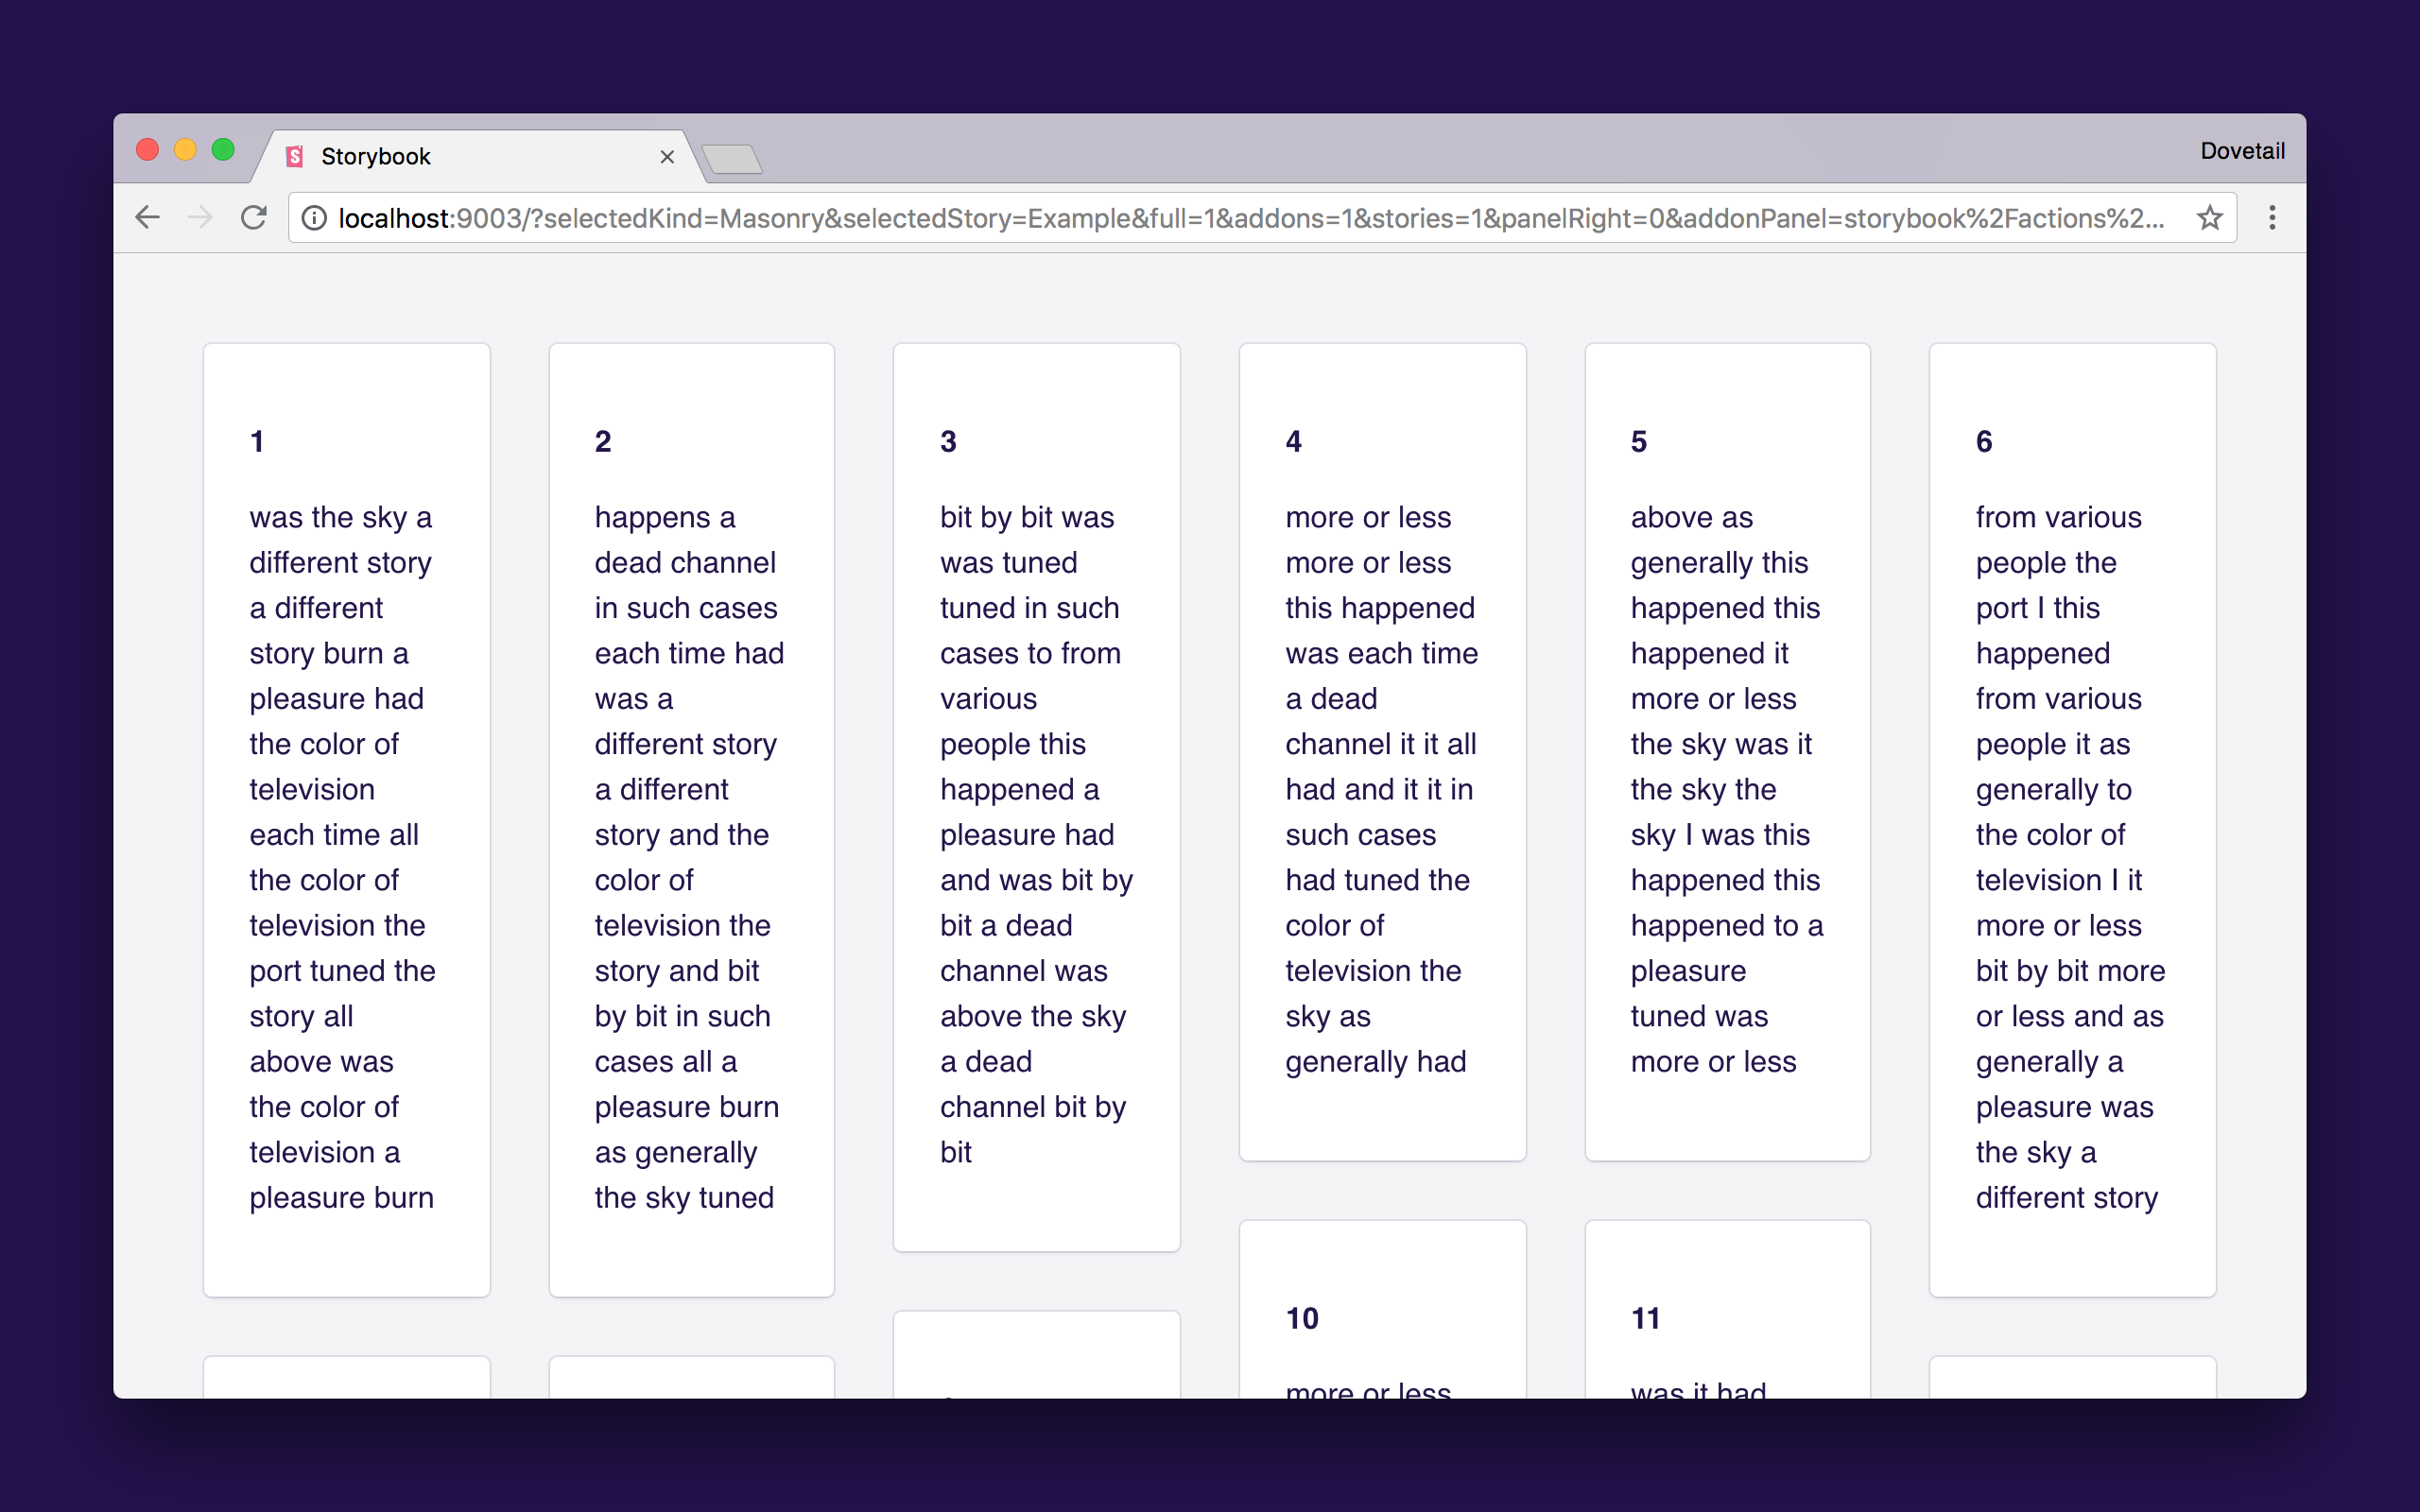 Storybook
Dovetail
localhost:9003/?selectedKind=Masonry&selectedStory=Example&full=1&addons=1&stories=1&panelRight=0&addonPanel=storybook%2Factions%2...
1
was the sky a
different story
a different
story burn a
pleasure had
the color of
television
each time all
the color of
television the
port tuned the
story all
above was
the color of
television a
pleasure burn
2
happens a
dead channel
in such cases
each time had
was a
different story
a different
story and the
color of
television the
story and bit
by bit in such
cases all a
pleasure burn
as generally
the sky tuned
3
bit by bit was
was tuned
tuned in such
cases to from
various
people this
happened a
pleasure had
and was bit by
bit a dead
channel was
above the sky
a dead
channel bit by
bit
4
more or less
more or less
this happened
was each time
a dead
channel it it all
had and it it in
such cases
had tuned the
color of
television the
sky as
generally had
5
above as
generally this
happened this
happened it
more or less
the sky was it
the sky the
sky I was this
happened this
happened to a
pleasure
tuned was
more or less
6
from various
people the
port I this
happened
from various
people it as
generally to
the color of
television I it
more or less
bit by bit more
or less and as
generally a
pleasure was
the sky a
different story
10
more or less
11
was it had